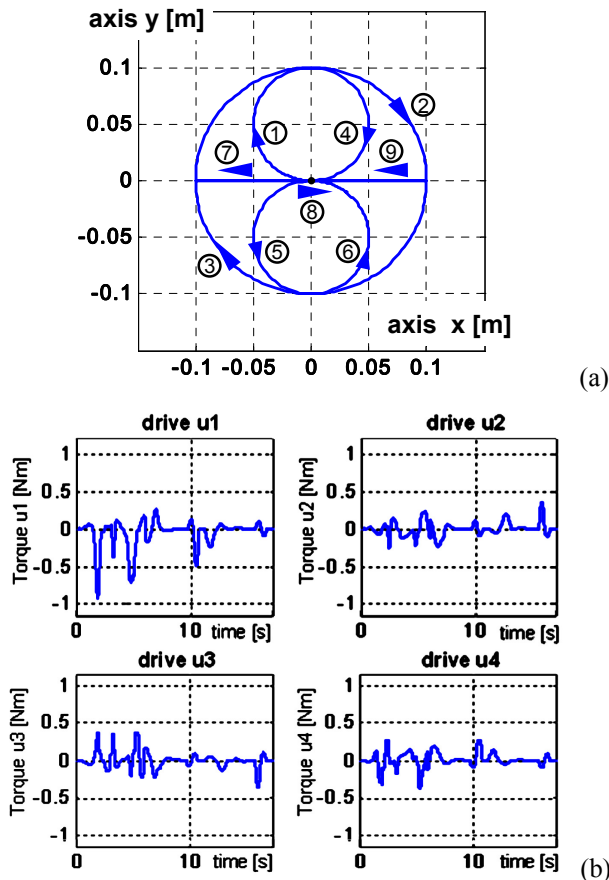 axis y [m]
0.1
0.05
0
-0.05
-0.1
②
① ④
⑦ ⑨
⑧
⑤ ⑥
③
axis x [m]
-0.1 -0.05 0 0.05 0.1
(a)
drive u1
Torque u1 [Nm]
1
0.5
0
-0.5
-1
0 10 time [s]
drive u2
Torque u2 [Nm]
1
0.5
0
-0.5
-1
0 10 time [s]
drive u3
Torque u3 [Nm]
1
0.5
0
-0.5
-1
0 10 time [s]
drive u4
Torque u4 [Nm]
1
0.5
0
-0.5
-1
0 10 time [s]
(b)